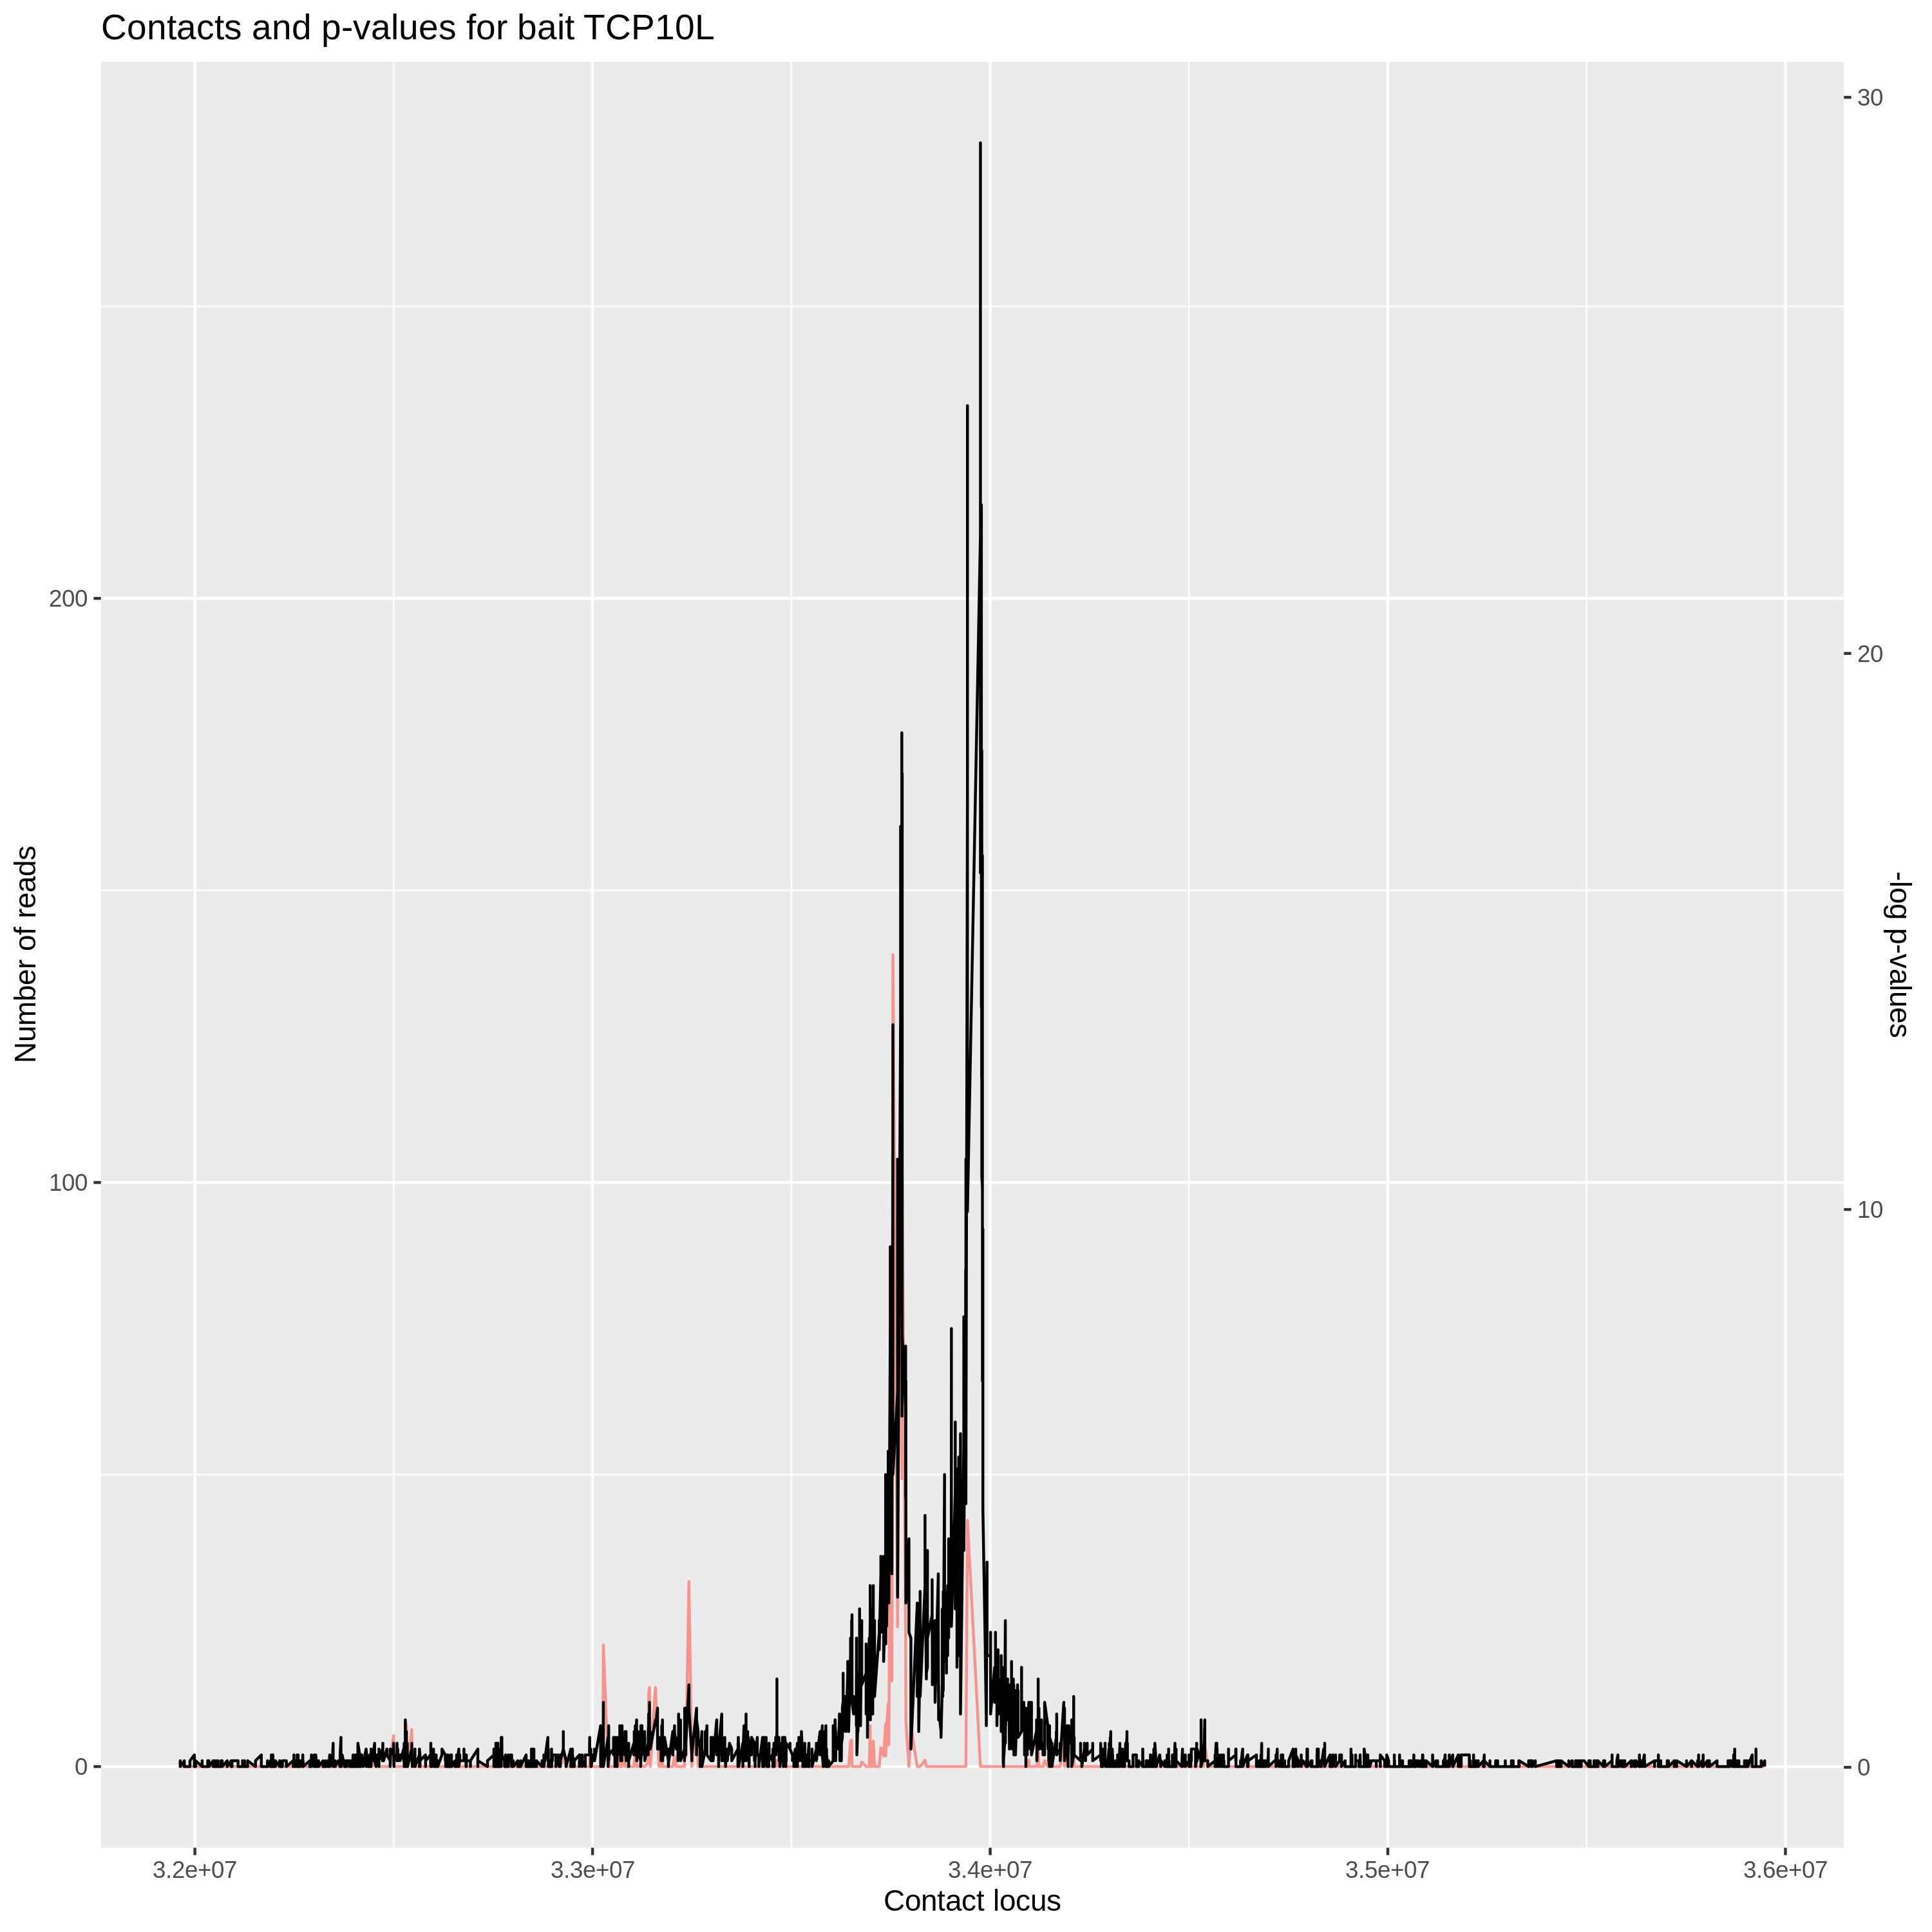 Contacts and p-values for bait TCP10L
30
200
20
Number of reads
-log p-values
100
10
0
0
3.2e+07
3.3e+07
3.4e+07
3.5e+07
3.6e+07
Contact locus